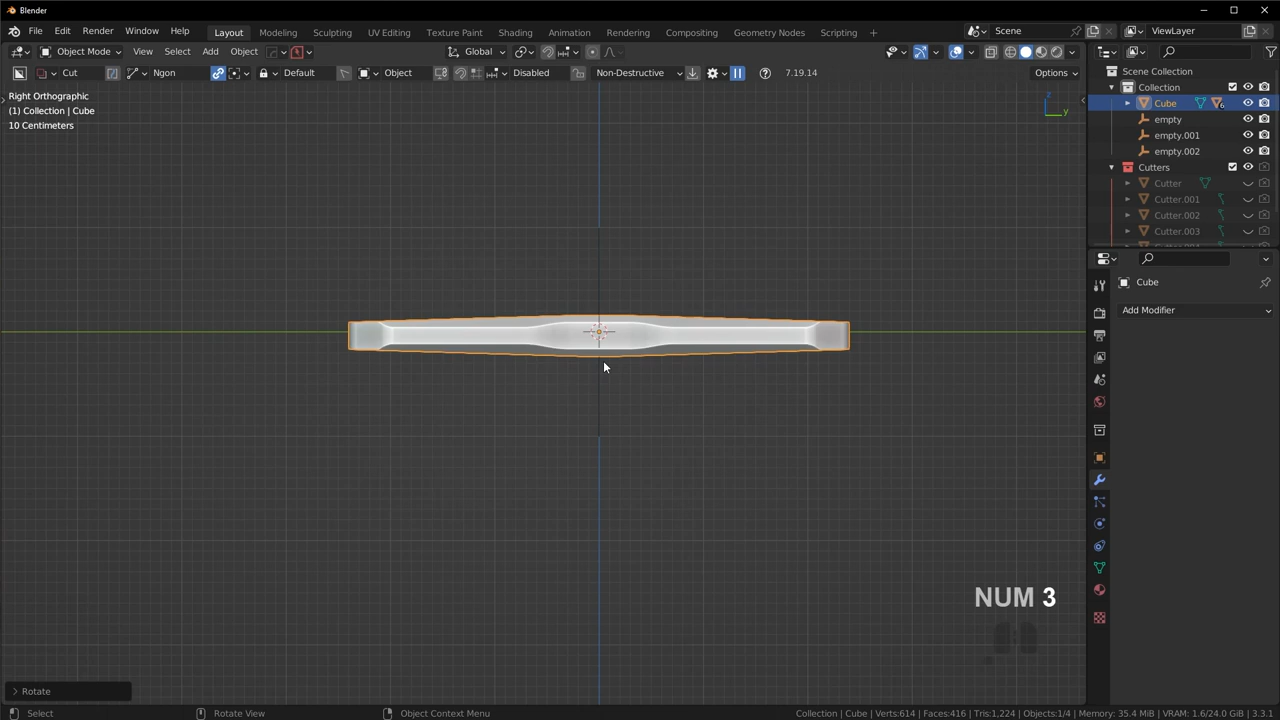 Blender
File Edit Render Window Help Layout Modeling Sculpting UV Editing Texture Paint Shading Animation Rendering Compositing Geometry Nodes Scripting + Scene ViewLayer
Object Mode View Select Add Object Global
Cut Ngon Default Object Disabled Non-Destructive 7.19.14 Options
Right Orthographic
(1) Collection | Cube
10 Centimeters
Z
Y
Scene Collection
Collection
Cube 6
empty
empty.001
empty.002
Cutters
Cutter
Cutter.001
Cutter.002
Cutter.003
Cube
Add Modifier
NUM 3
Rotate
Select Rotate View Object Context Menu Collection | Cube | Verts:614 | Faces:416 | Tris:1,224 | Objects:1/4 | Memory: 35.4 MiB | VRAM: 1.6/24.0 GiB | 3.3.1